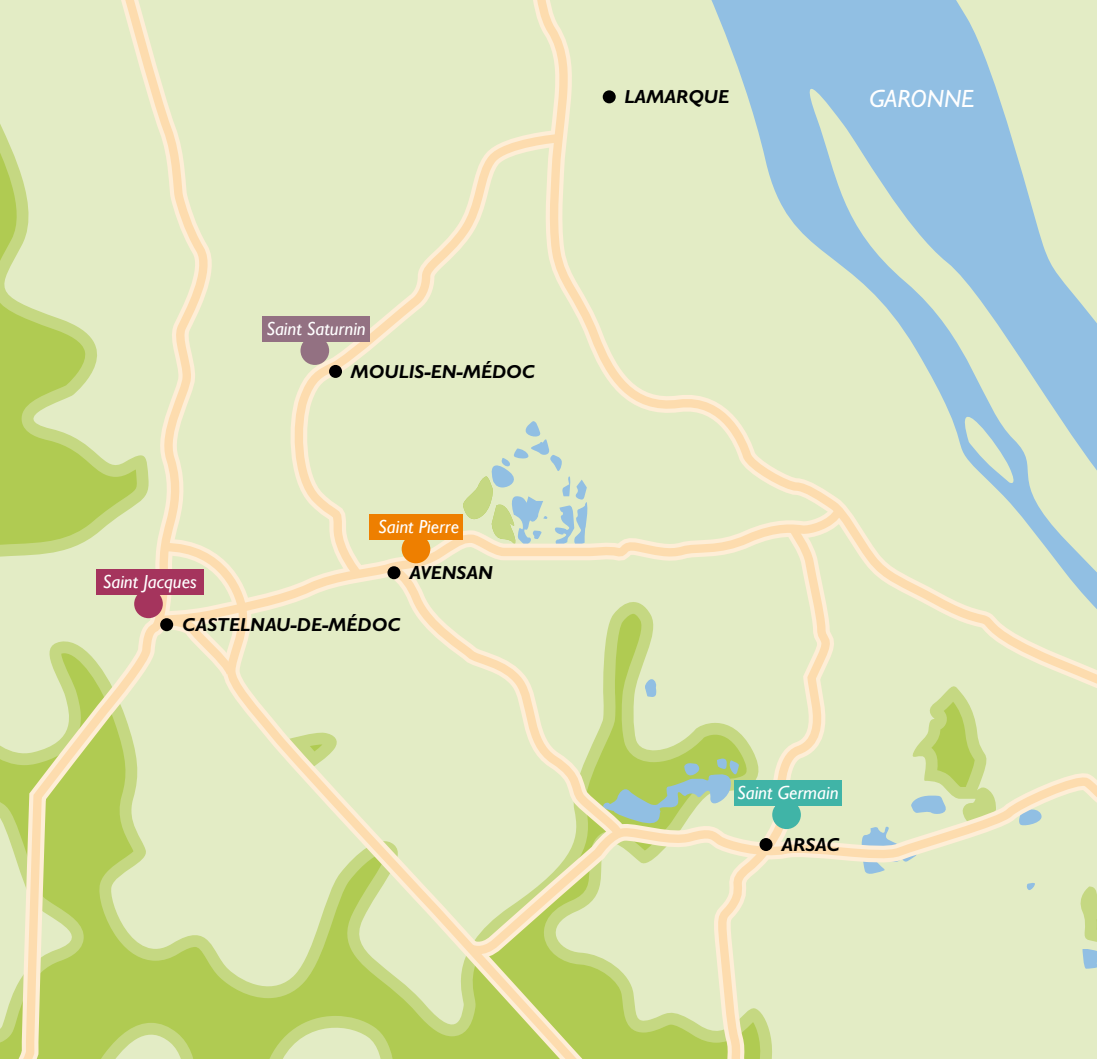 LAMARQUE
GARONNE
Saint Saturnin
MOULIS-EN-MÉDOC
Saint Pierre
AVENSAN
Saint Jacques
CASTELNAU-DE-MÉDOC
Saint Germain
ARSAC